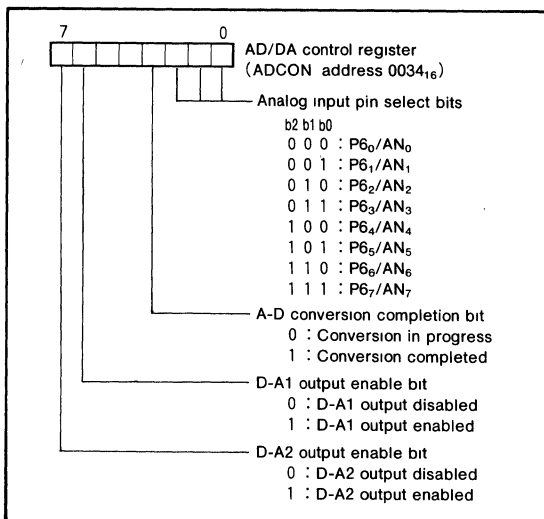 7 0
AD/DA control register
(ADCON address 0034₁₆)
Analog input pin select bits
b2 b1 b0
0 0 0 : P6₀/AN₀
0 0 1 : P6₁/AN₁
0 1 0 : P6₂/AN₂
0 1 1 : P6₃/AN₃
1 0 0 : P6₄/AN₄
1 0 1 : P6₅/AN₅
1 1 0 : P6₆/AN₆
1 1 1 : P6₇/AN₇
A-D conversion completion bit
0 : Conversion in progress
1 : Conversion completed
D-A1 output enable bit
0 : D-A1 output disabled
1 : D-A1 output enabled
D-A2 output enable bit
0 : D-A2 output disabled
1 : D-A2 output enabled